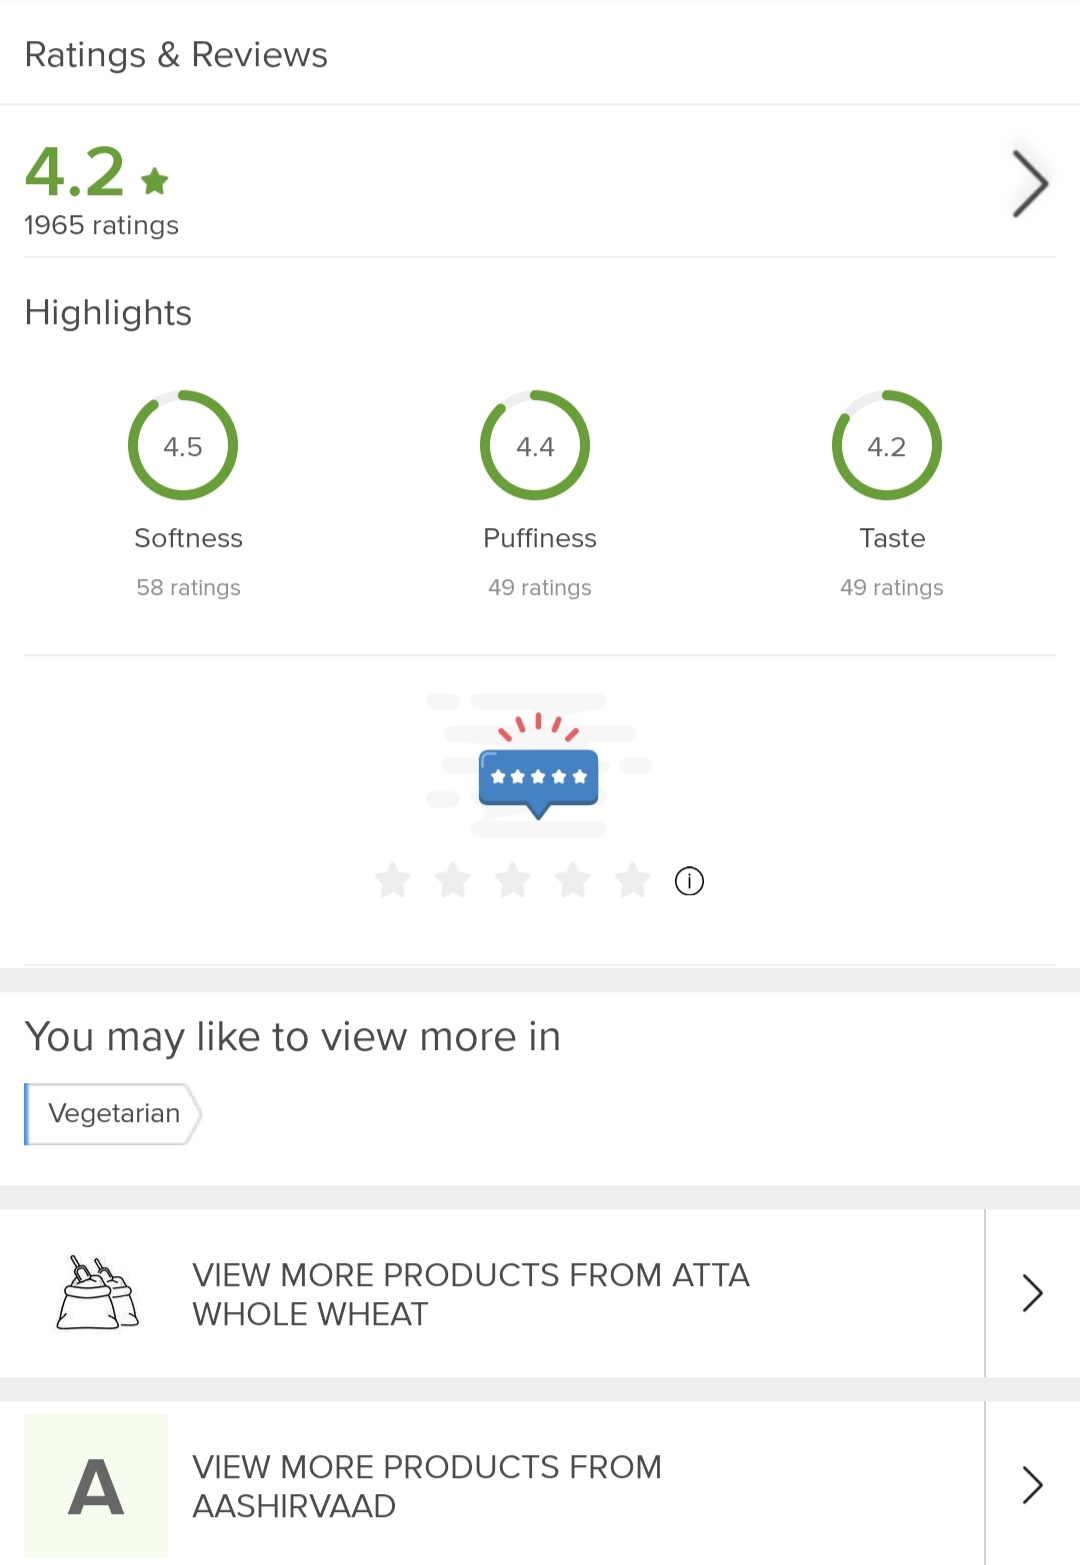 Ratings & Reviews
4.2
1965 ratings
Highlights
4.5 4.4 4.2
Softness Puffiness Taste
58 ratings 49 ratings 49 ratings
i
You may like to view more in
Vegetarian
VIEW MORE PRODUCTS FROM ATTA
WHOLE WHEAT
A
VIEW MORE PRODUCTS FROM
AASHIRVAAD